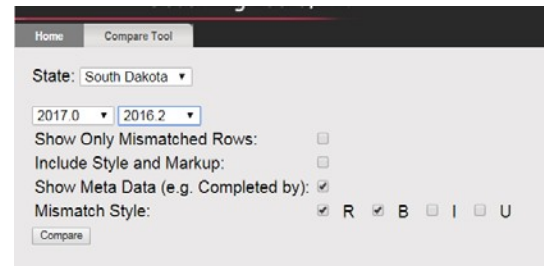 Home Compare Tool
State: South Dakota
2017.0 2016.2
Show Only Mismatched Rows:
Include Style and Markup:
Show Meta Data (e.g. Completed by):
Mismatch Style: R B I U
Compare